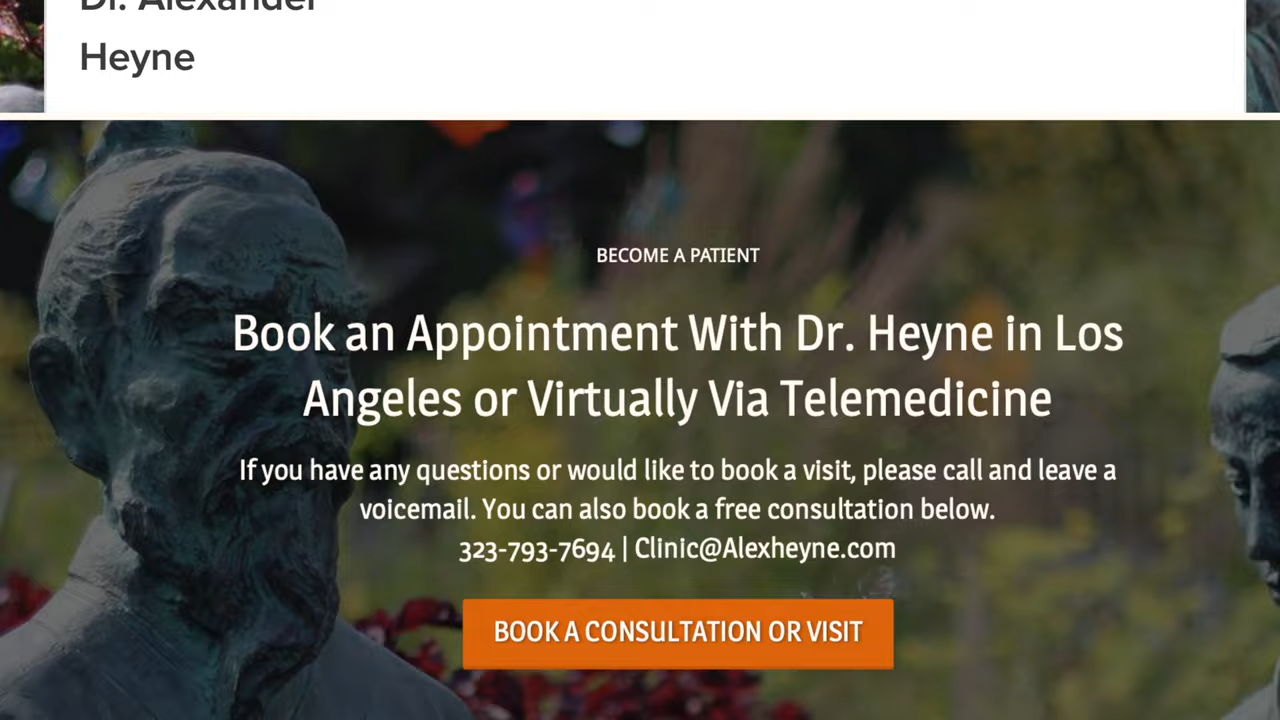 Dr. Alexander
Heyne
BECOME A PATIENT
Book an Appointment With Dr. Heyne in Los
Angeles or Virtually Via Telemedicine
If you have any questions or would like to book a visit, please call and leave a
voicemail. You can also book a free consultation below.
323-793-7694 | Clinic@Alexheyne.com
BOOK A CONSULTATION OR VISIT